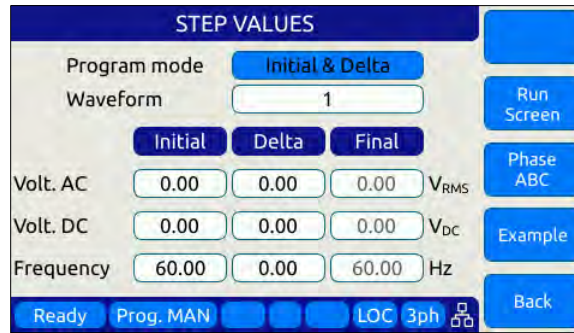 STEP VALUES
Program mode Initial & Delta
Waveform 1
Initial Delta Final
Volt. AC 0.00 0.00 0.00 VRMS
Volt. DC 0.00 0.00 0.00 VDC
Frequency 60.00 0.00 60.00 Hz
Ready Prog. MAN LOC 3ph
Run
Screen
Phase
ABC
Example
Back